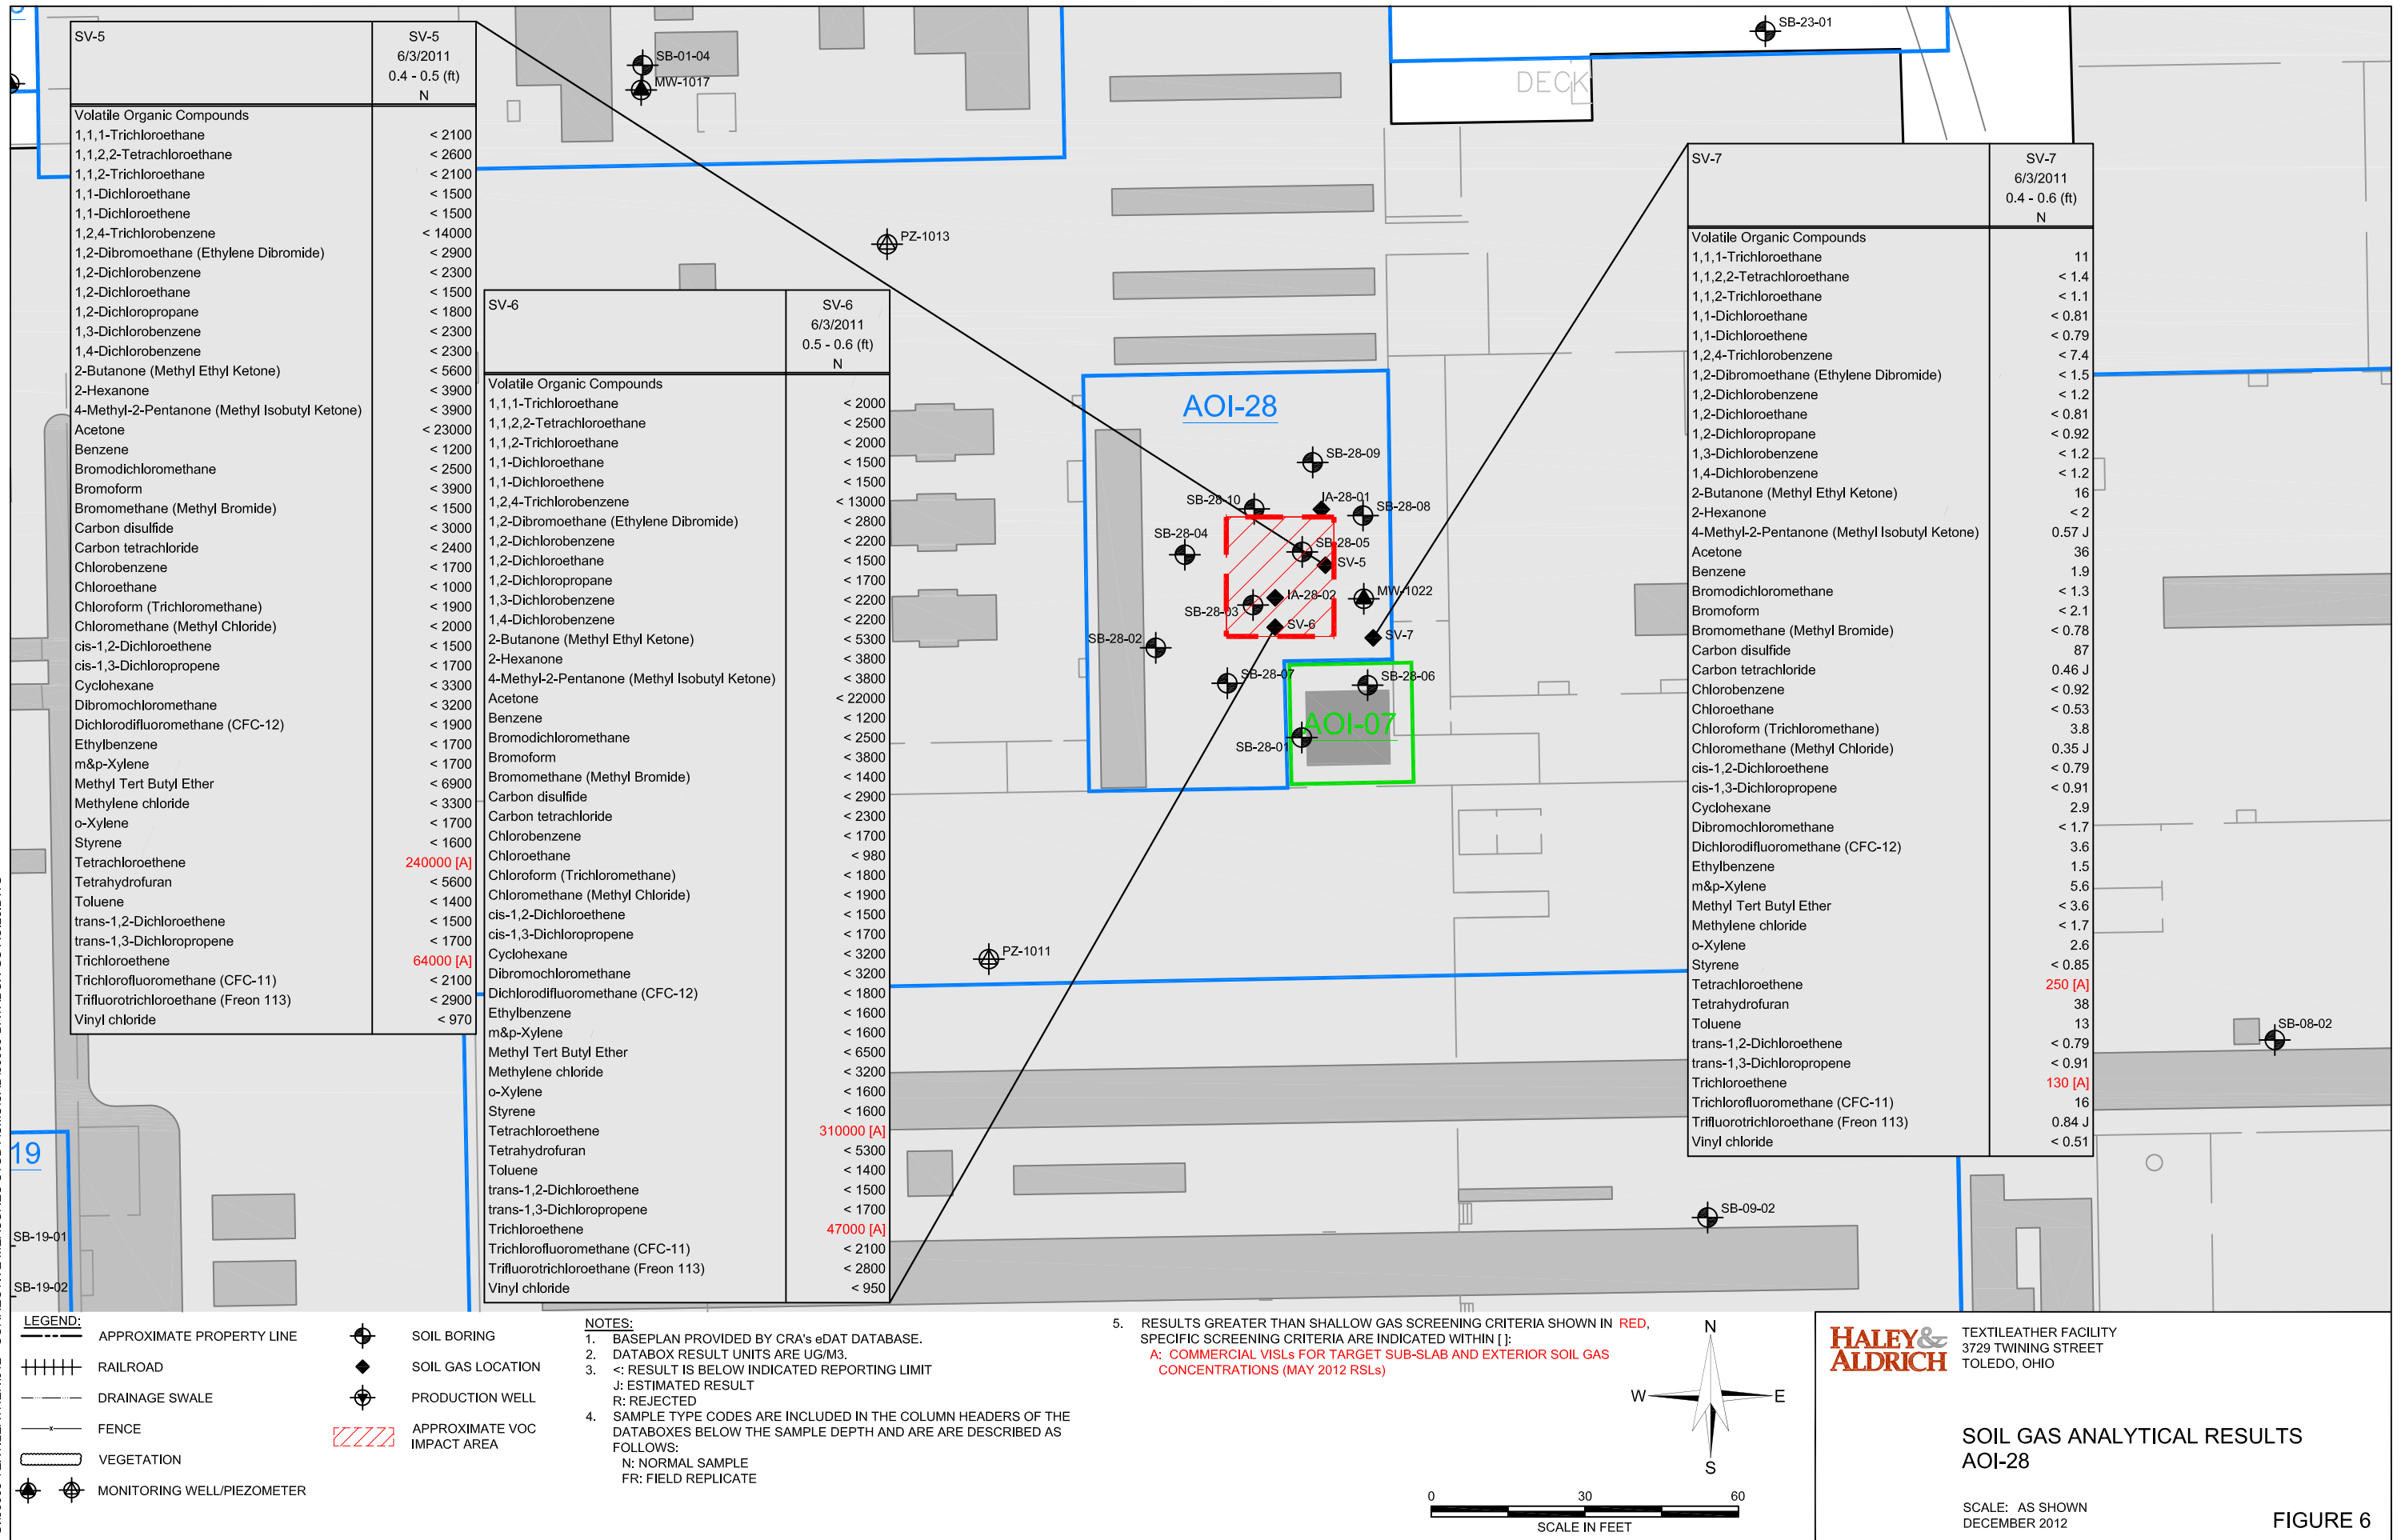 SV-5
SV-5
6/3/2011
0.4 - 0.5 (ft)
N
Volatile Organic Compounds
1,1,1-Trichloroethane < 2100
1,1,2,2-Tetrachloroethane < 2600
1,1,2-Trichloroethane < 2100
1,1-Dichloroethane < 1500
1,1-Dichloroethene < 1500
1,2,4-Trichlorobenzene < 14000
1,2-Dibromoethane (Ethylene Dibromide) < 2900
1,2-Dichlorobenzene < 2300
1,2-Dichloroethane < 1500
1,2-Dichloropropane < 1800
1,3-Dichlorobenzene < 2300
1,4-Dichlorobenzene < 2300
2-Butanone (Methyl Ethyl Ketone) < 5600
2-Hexanone < 3900
4-Methyl-2-Pentanone (Methyl Isobutyl Ketone) < 3900
Acetone < 23000
Benzene < 1200
Bromodichloromethane < 2500
Bromoform < 3900
Bromomethane (Methyl Bromide) < 1500
Carbon disulfide < 3000
Carbon tetrachloride < 2400
Chlorobenzene < 1700
Chloroethane < 1000
Chloroform (Trichloromethane) < 1900
Chloromethane (Methyl Chloride) < 2000
cis-1,2-Dichloroethene < 1500
cis-1,3-Dichloropropene < 1700
Cyclohexane < 3300
Dibromochloromethane < 3200
Dichlorodifluoromethane (CFC-12) < 1900
Ethylbenzene < 1700
m&p-Xylene < 1700
Methyl Tert Butyl Ether < 6900
Methylene chloride < 3300
o-Xylene < 1700
Styrene < 1600
Tetrachloroethene 240000 [A]
Tetrahydrofuran < 5600
Toluene < 1400
trans-1,2-Dichloroethene < 1500
trans-1,3-Dichloropropene < 1700
Trichloroethene 64000 [A]
Trichlorofluoromethane (CFC-11) < 2100
Trifluorotrichloroethane (Freon 113) < 2900
Vinyl chloride < 970
SV-6
SV-6
6/3/2011
0.5 - 0.6 (ft)
N
Volatile Organic Compounds
1,1,1-Trichloroethane < 2000
1,1,2,2-Tetrachloroethane < 2500
1,1,2-Trichloroethane < 2000
1,1-Dichloroethane < 1500
1,1-Dichloroethene < 1500
1,2,4-Trichlorobenzene < 13000
1,2-Dibromoethane (Ethylene Dibromide) < 2800
1,2-Dichlorobenzene < 2200
1,2-Dichloroethane < 1500
1,2-Dichloropropane < 1700
1,3-Dichlorobenzene < 2200
1,4-Dichlorobenzene < 2200
2-Butanone (Methyl Ethyl Ketone) < 5300
2-Hexanone < 3800
4-Methyl-2-Pentanone (Methyl Isobutyl Ketone) < 3800
Acetone < 22000
Benzene < 1200
Bromodichloromethane < 2500
Bromoform < 3800
Bromomethane (Methyl Bromide) < 1400
Carbon disulfide < 2900
Carbon tetrachloride < 2300
Chlorobenzene < 1700
Chloroethane < 980
Chloroform (Trichloromethane) < 1800
Chloromethane (Methyl Chloride) < 1900
cis-1,2-Dichloroethene < 1500
cis-1,3-Dichloropropene < 1700
Cyclohexane < 3200
Dibromochloromethane < 3200
Dichlorodifluoromethane (CFC-12) < 1800
Ethylbenzene < 1600
m&p-Xylene < 1600
Methyl Tert Butyl Ether < 6500
Methylene chloride < 3200
o-Xylene < 1600
Styrene < 1600
Tetrachloroethene 310000 [A]
Tetrahydrofuran < 5300
Toluene < 1400
trans-1,2-Dichloroethene < 1500
trans-1,3-Dichloropropene < 1700
Trichloroethene 47000 [A]
Trichlorofluoromethane (CFC-11) < 2100
Trifluorotrichloroethane (Freon 113) < 2800
Vinyl chloride < 950
SV-7
SV-7
6/3/2011
0.4 - 0.6 (ft)
N
Volatile Organic Compounds
1,1,1-Trichloroethane 11
1,1,2,2-Tetrachloroethane < 1.4
1,1,2-Trichloroethane < 1.1
1,1-Dichloroethane < 0.81
1,1-Dichloroethene < 0.79
1,2,4-Trichlorobenzene < 7.4
1,2-Dibromoethane (Ethylene Dibromide) < 1.5
1,2-Dichlorobenzene < 1.2
1,2-Dichloroethane < 0.81
1,2-Dichloropropane < 0.92
1,3-Dichlorobenzene < 1.2
1,4-Dichlorobenzene < 1.2
2-Butanone (Methyl Ethyl Ketone) 16
2-Hexanone < 2
4-Methyl-2-Pentanone (Methyl Isobutyl Ketone) 0.57 J
Acetone 36
Benzene 1.9
Bromodichloromethane < 1.3
Bromoform < 2.1
Bromomethane (Methyl Bromide) < 0.78
Carbon disulfide 87
Carbon tetrachloride 0.46 J
Chlorobenzene < 0.92
Chloroethane < 0.53
Chloroform (Trichloromethane) 3.8
Chloromethane (Methyl Chloride) 0.35 J
cis-1,2-Dichloroethene < 0.79
cis-1,3-Dichloropropene < 0.91
Cyclohexane 2.9
Dibromochloromethane < 1.7
Dichlorodifluoromethane (CFC-12) 3.6
Ethylbenzene 1.5
m&p-Xylene 5.6
Methyl Tert Butyl Ether < 3.6
Methylene chloride < 1.7
o-Xylene 2.6
Styrene < 0.85
Tetrachloroethene 250 [A]
Tetrahydrofuran 38
Toluene 13
trans-1,2-Dichloroethene < 0.79
trans-1,3-Dichloropropene < 0.91
Trichloroethene 130 [A]
Trichlorofluoromethane (CFC-11) 16
Trifluorotrichloroethane (Freon 113) 0.84 J
Vinyl chloride < 0.51
SB-01-04
MW-1017
SB-23-01
DECK
PZ-1013
AOI-28
SB-28-09
SB-28-10
IA-28-01
SB-28-08
SB-28-04
SB-28-05
SV-5
IA-28-02
MW-1022
SB-28-03
SV-6
SV-7
SB-28-02
SB-28-07
SB-28-06
AOI-07
SB-28-01
PZ-1011
SB-08-02
SB-09-02
19
SB-19-01
SB-19-02
LEGEND:
APPROXIMATE PROPERTY LINE
RAILROAD
DRAINAGE SWALE
FENCE
VEGETATION
MONITORING WELL/PIEZOMETER
SOIL BORING
SOIL GAS LOCATION
PRODUCTION WELL
APPROXIMATE VOC
IMPACT AREA
NOTES:
1. BASEPLAN PROVIDED BY CRA's eDAT DATABASE.
2. DATABOX RESULT UNITS ARE UG/M3.
3. <: RESULT IS BELOW INDICATED REPORTING LIMIT
J: ESTIMATED RESULT
R: REJECTED
4. SAMPLE TYPE CODES ARE INCLUDED IN THE COLUMN HEADERS OF THE
DATABOXES BELOW THE SAMPLE DEPTH AND ARE ARE DESCRIBED AS
FOLLOWS:
N: NORMAL SAMPLE
FR: FIELD REPLICATE
5. RESULTS GREATER THAN SHALLOW GAS SCREENING CRITERIA SHOWN IN RED,
SPECIFIC SCREENING CRITERIA ARE INDICATED WITHIN [ ]:
A: COMMERCIAL VISLs FOR TARGET SUB-SLAB AND EXTERIOR SOIL GAS
CONCENTRATIONS (MAY 2012 RSLs)
N
W E
S
0 30 60
SCALE IN FEET
HALEY &
ALDRICH
TEXTILEATHER FACILITY
3729 TWINING STREET
TOLEDO, OHIO
SOIL GAS ANALYTICAL RESULTS
AOI-28
SCALE: AS SHOWN
DECEMBER 2012
FIGURE 6